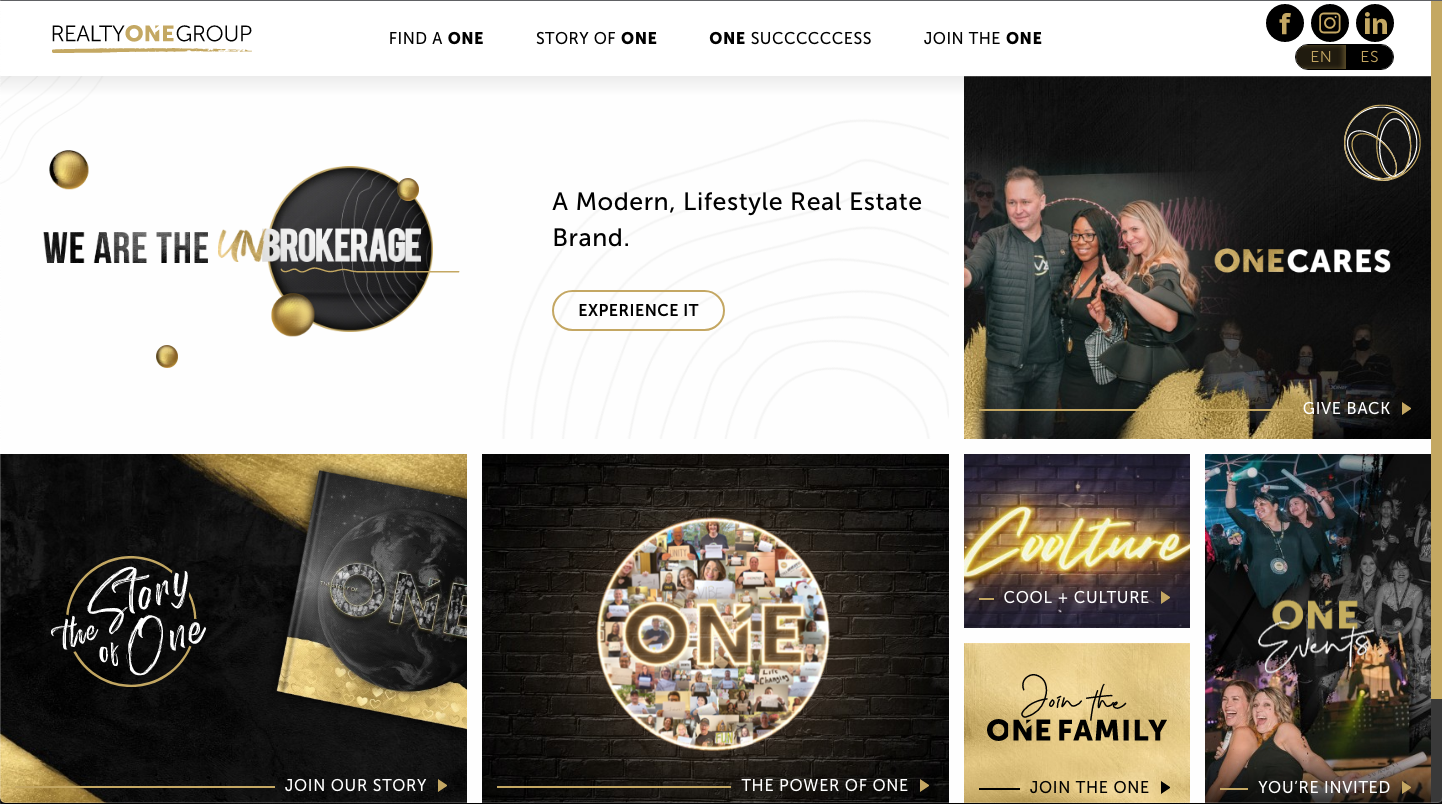 REALTYONEGROUP
FIND A ONE
STORY OF ONE
ONE SUCCCCCCESS
JOIN THE ONE
EN
ES
WE ARE THE UNBROKERAGE
A Modern, Lifestyle Real Estate
Brand.
EXPERIENCE IT
ONECARES
GIVE BACK
Story
the
of One
ONE
JOIN OUR STORY
ONE
THE POWER OF ONE
Coolture
COOL + CULTURE
Join the
ONE FAMILY
JOIN THE ONE
ONE
Events
YOU'RE INVITED